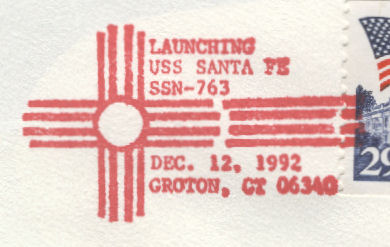 LAUNCHING
USS SANTA FE
SSN-763
DEC. 12, 1992
GROTON, CT 06340
29